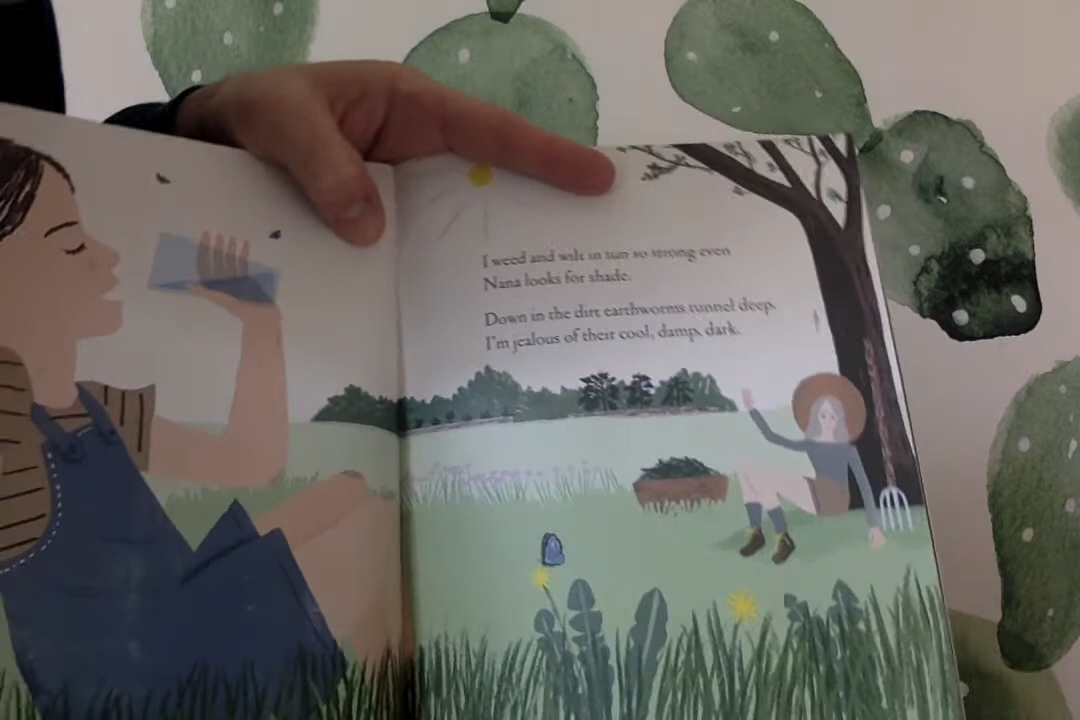 I weed and wilt in sun so strong even
Nana looks for shade.
Down in the dirt earthworms tunnel deep.
I'm jealous of their cool, damp, dark.